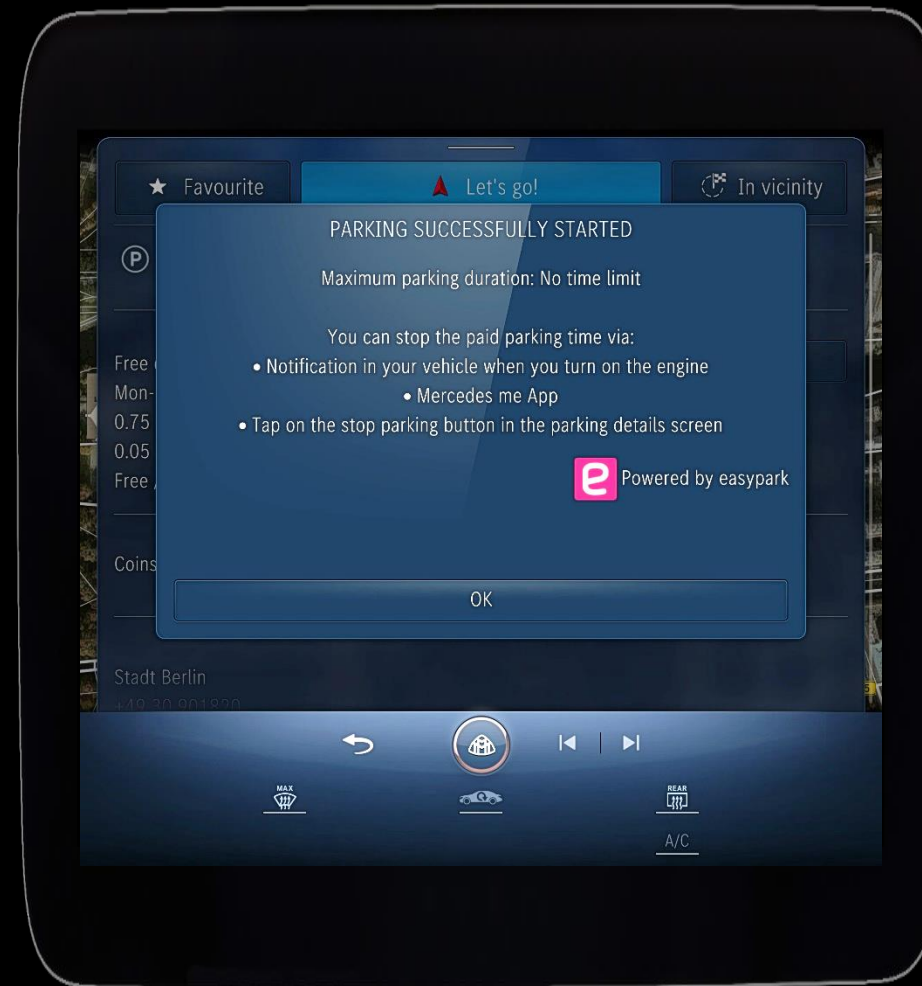 Favourite
Let's go!
In vicinity
PARKING SUCCESSFULLY STARTED
P
Maximum parking duration: No time limit
You can stop the paid parking time via:
Free
• Notification in your vehicle when you turn on the engine
Mon-
• Mercedes me App
0.75
• Tap on the stop parking button in the parking details screen
0.05
Free
e Powered by easypark
Coins
OK
Stadt Berlin
+49 30 901820
MAX
REAR
A/C